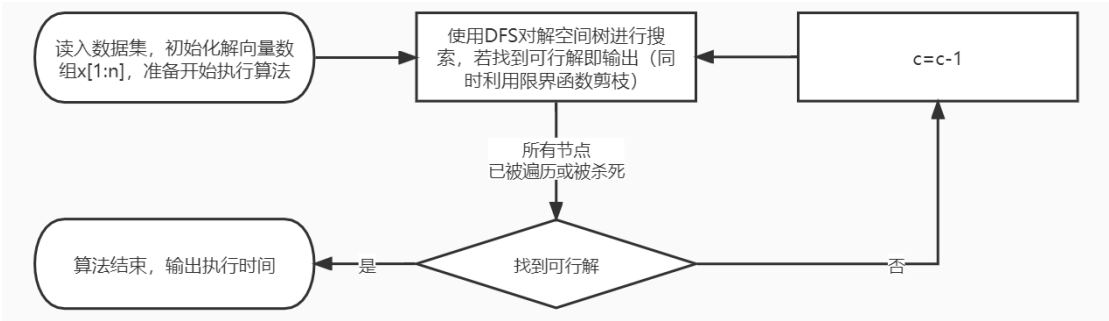 读入数据集，初始化解向量数
组x[1:n]，准备开始执行算法
使用DFS对解空间树进行搜
索，若找到可行解即输出（同
时利用限界函数剪枝）
c=c-1
所有节点
已被遍历或被杀死
算法结束，输出执行时间
是
找到可行解
否